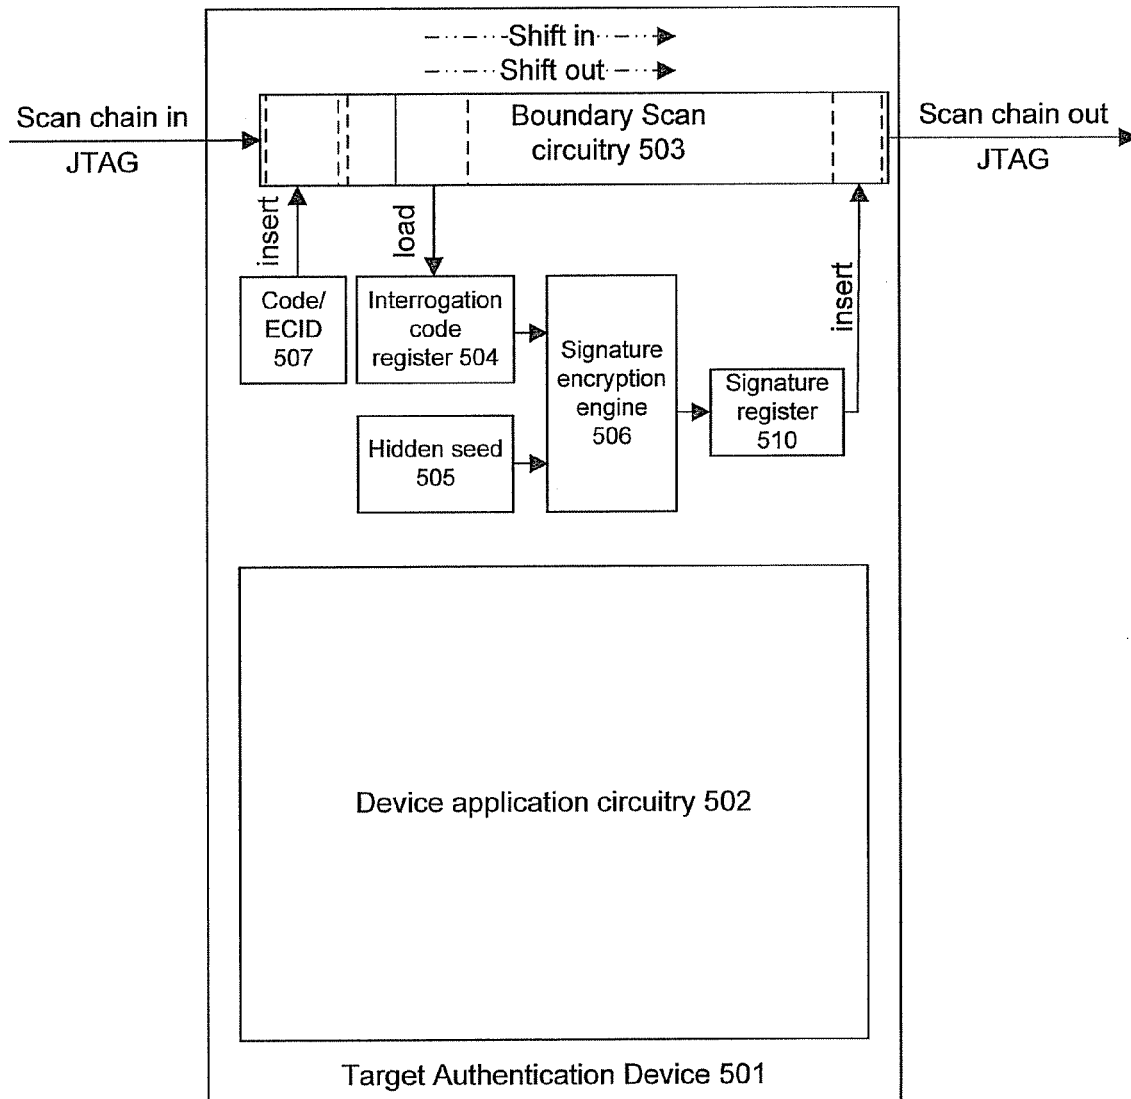 Shift in
Shift out
Scan chain in
JTAG
Boundary Scan
circuitry 503
Scan chain out
JTAG
insert
load
insert
Code/
ECID
507
Interrogation
code
register 504
Signature
encryption
engine
506
Signature
register
510
Hidden seed
505
Device application circuitry 502
Target Authentication Device 501